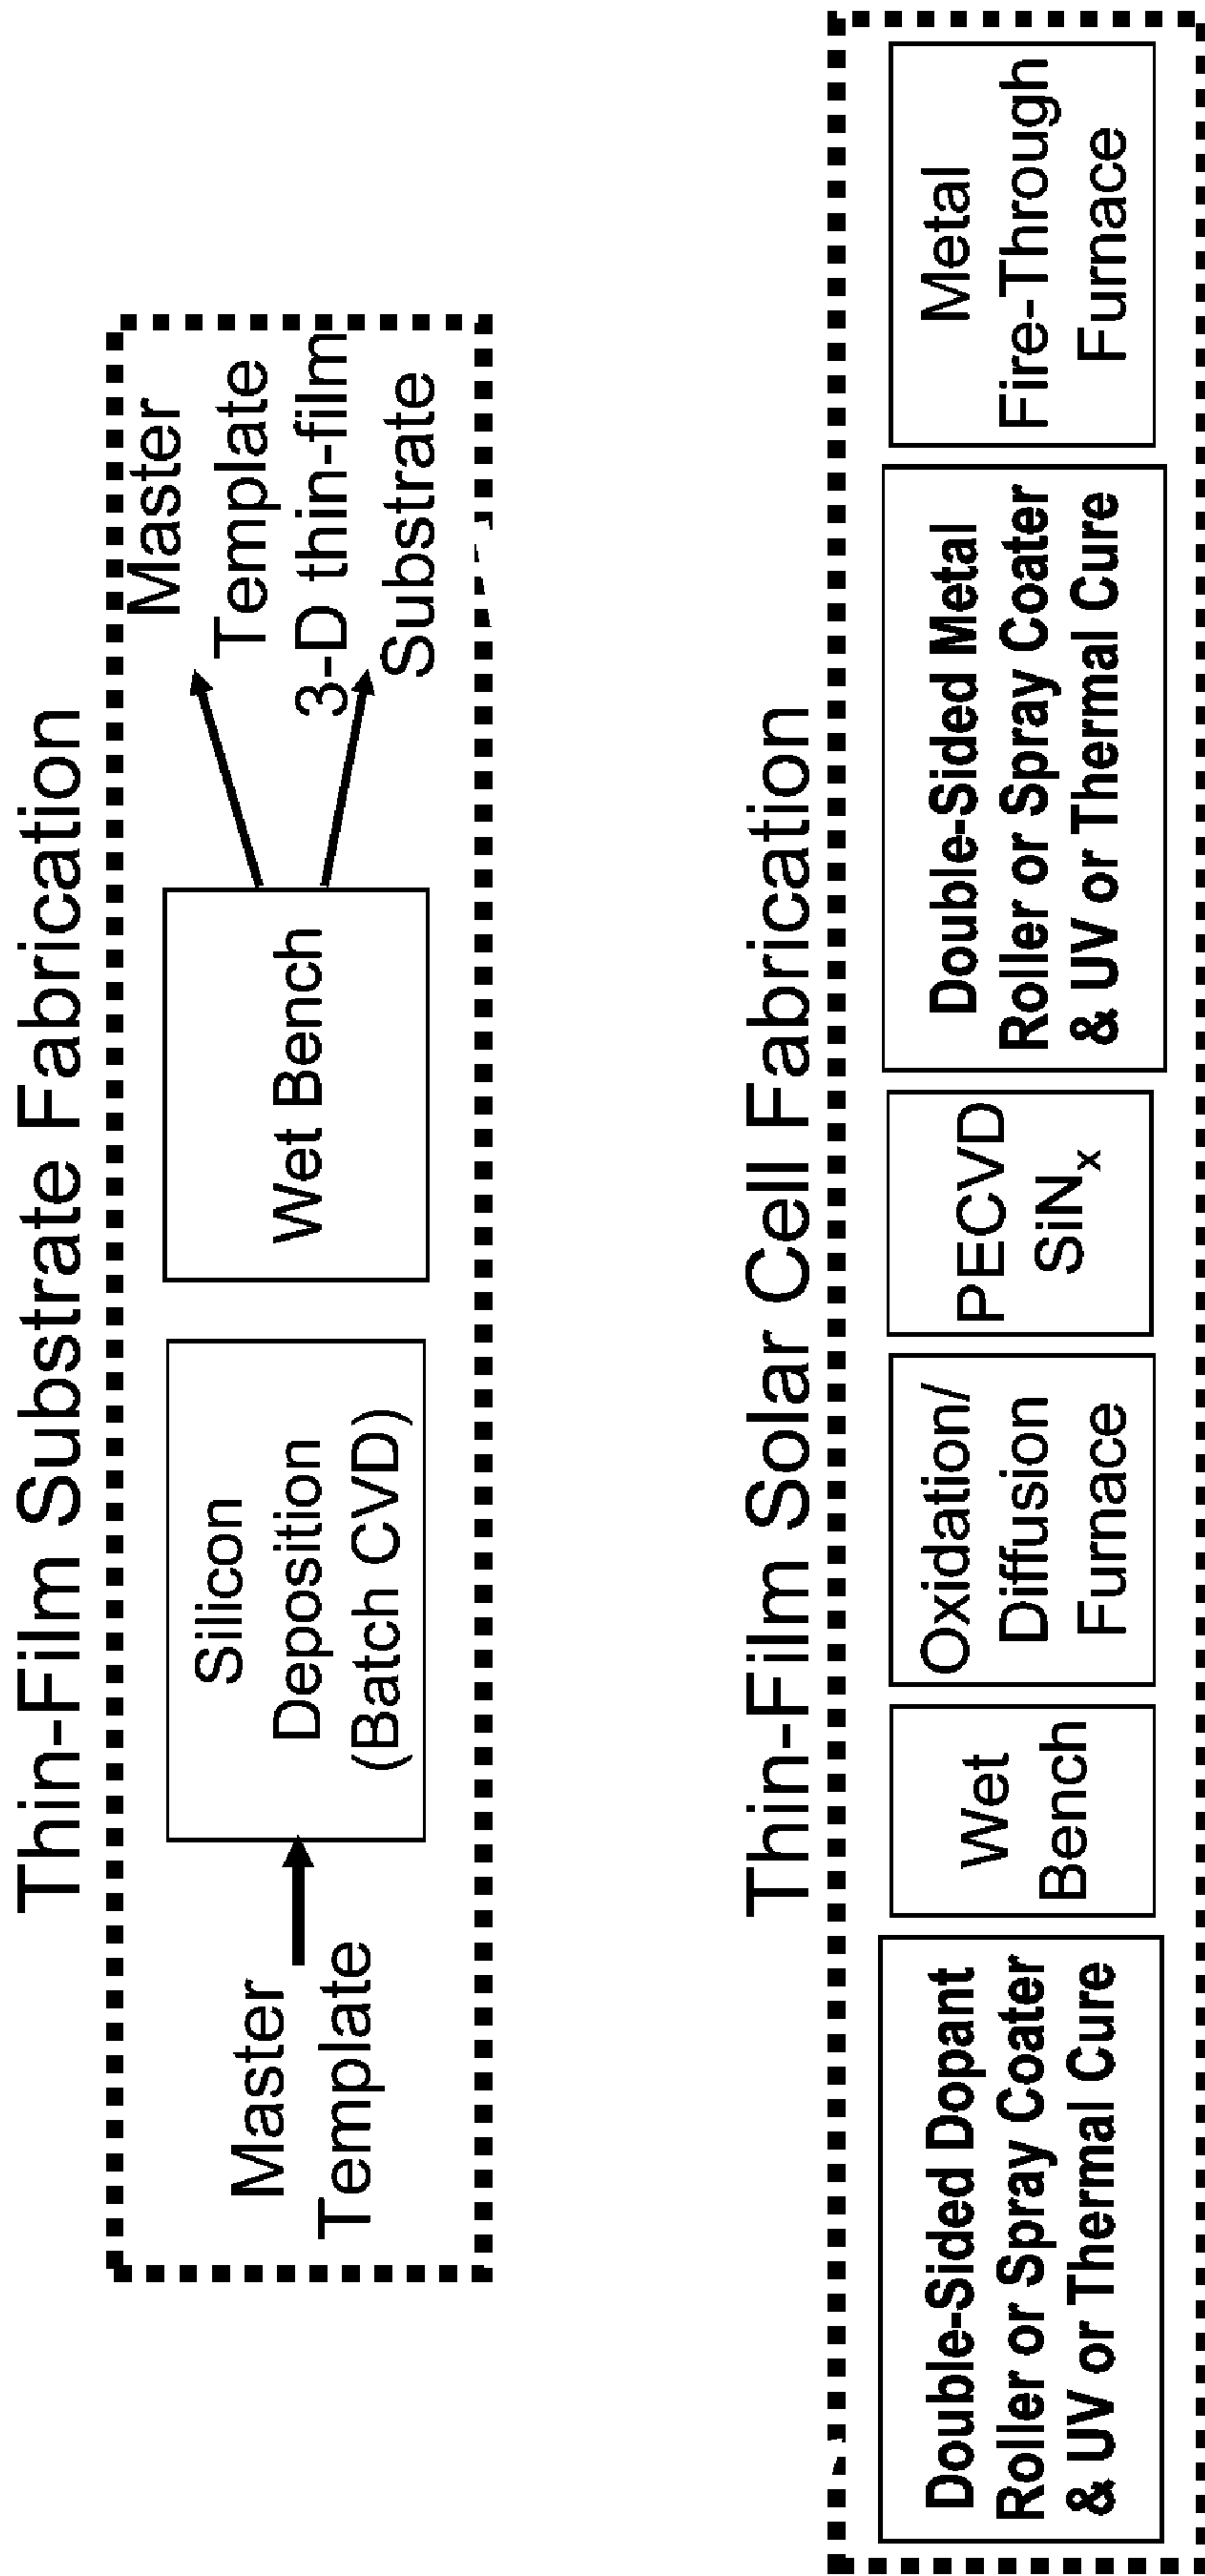 Thin-Film Substrate Fabrication
Master
Template
Silicon
Deposition
(Batch CVD)
Wet Bench
Master
Template
3-D thin-film
Substrate
Thin-Film Solar Cell Fabrication
Double-Sided Dopant
Roller or Spray Coater
& UV or Thermal Cure
Wet
Bench
Oxidation/
Diffusion
Furnace
PECVD
SiNₓ
Double-Sided Metal
Roller or Spray Coater
& UV or Thermal Cure
Metal
Fire-Through
Furnace